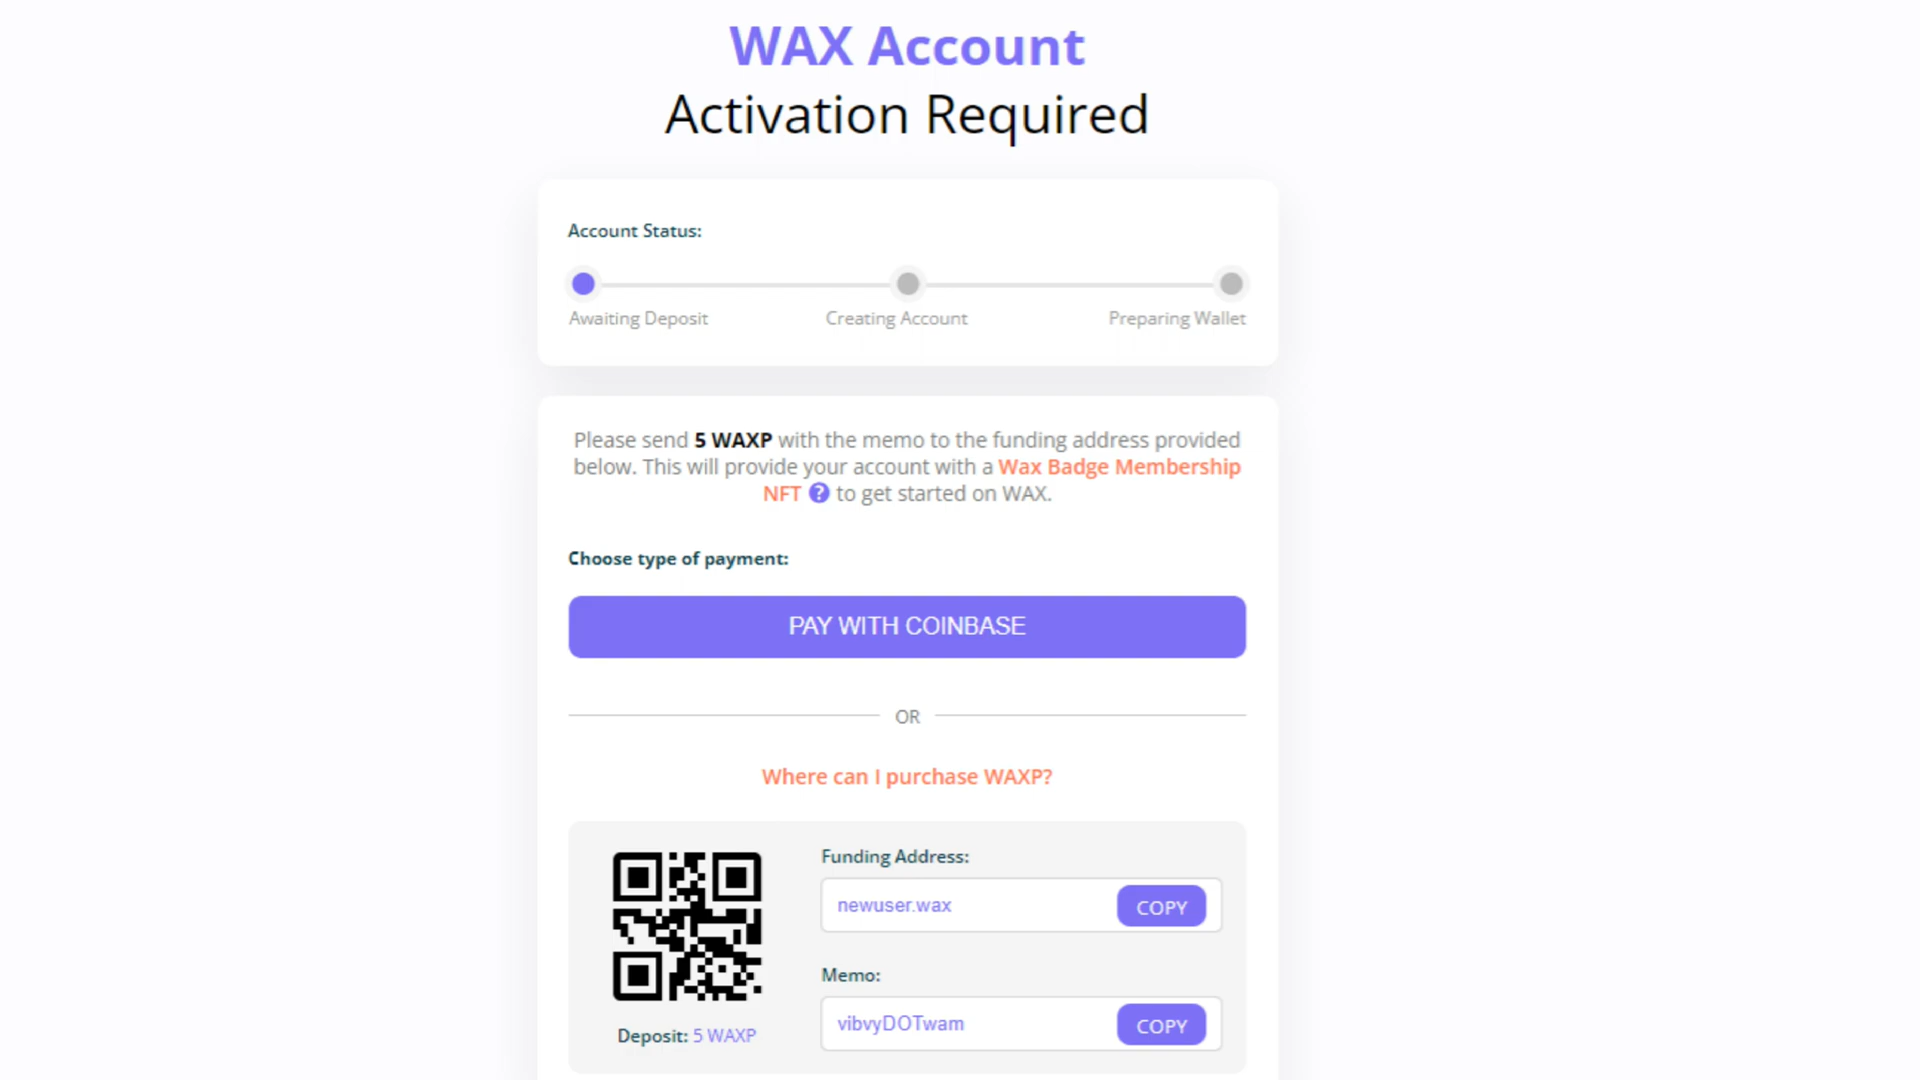 WAX Account
Activation Required
Account Status:
Awaiting Deposit
Creating Account
Preparing Wallet
Please send 5 WAXP with the memo to the funding address provided
below. This will provide your account with a Wax Badge Membership
NFT ? to get started on WAX.
Choose type of payment:
PAY WITH COINBASE
OR
Where can I purchase WAXP?
Funding Address:
newuser.wax
COPY
Memo:
vibvyDOTwam
COPY
Deposit: 5 WAXP